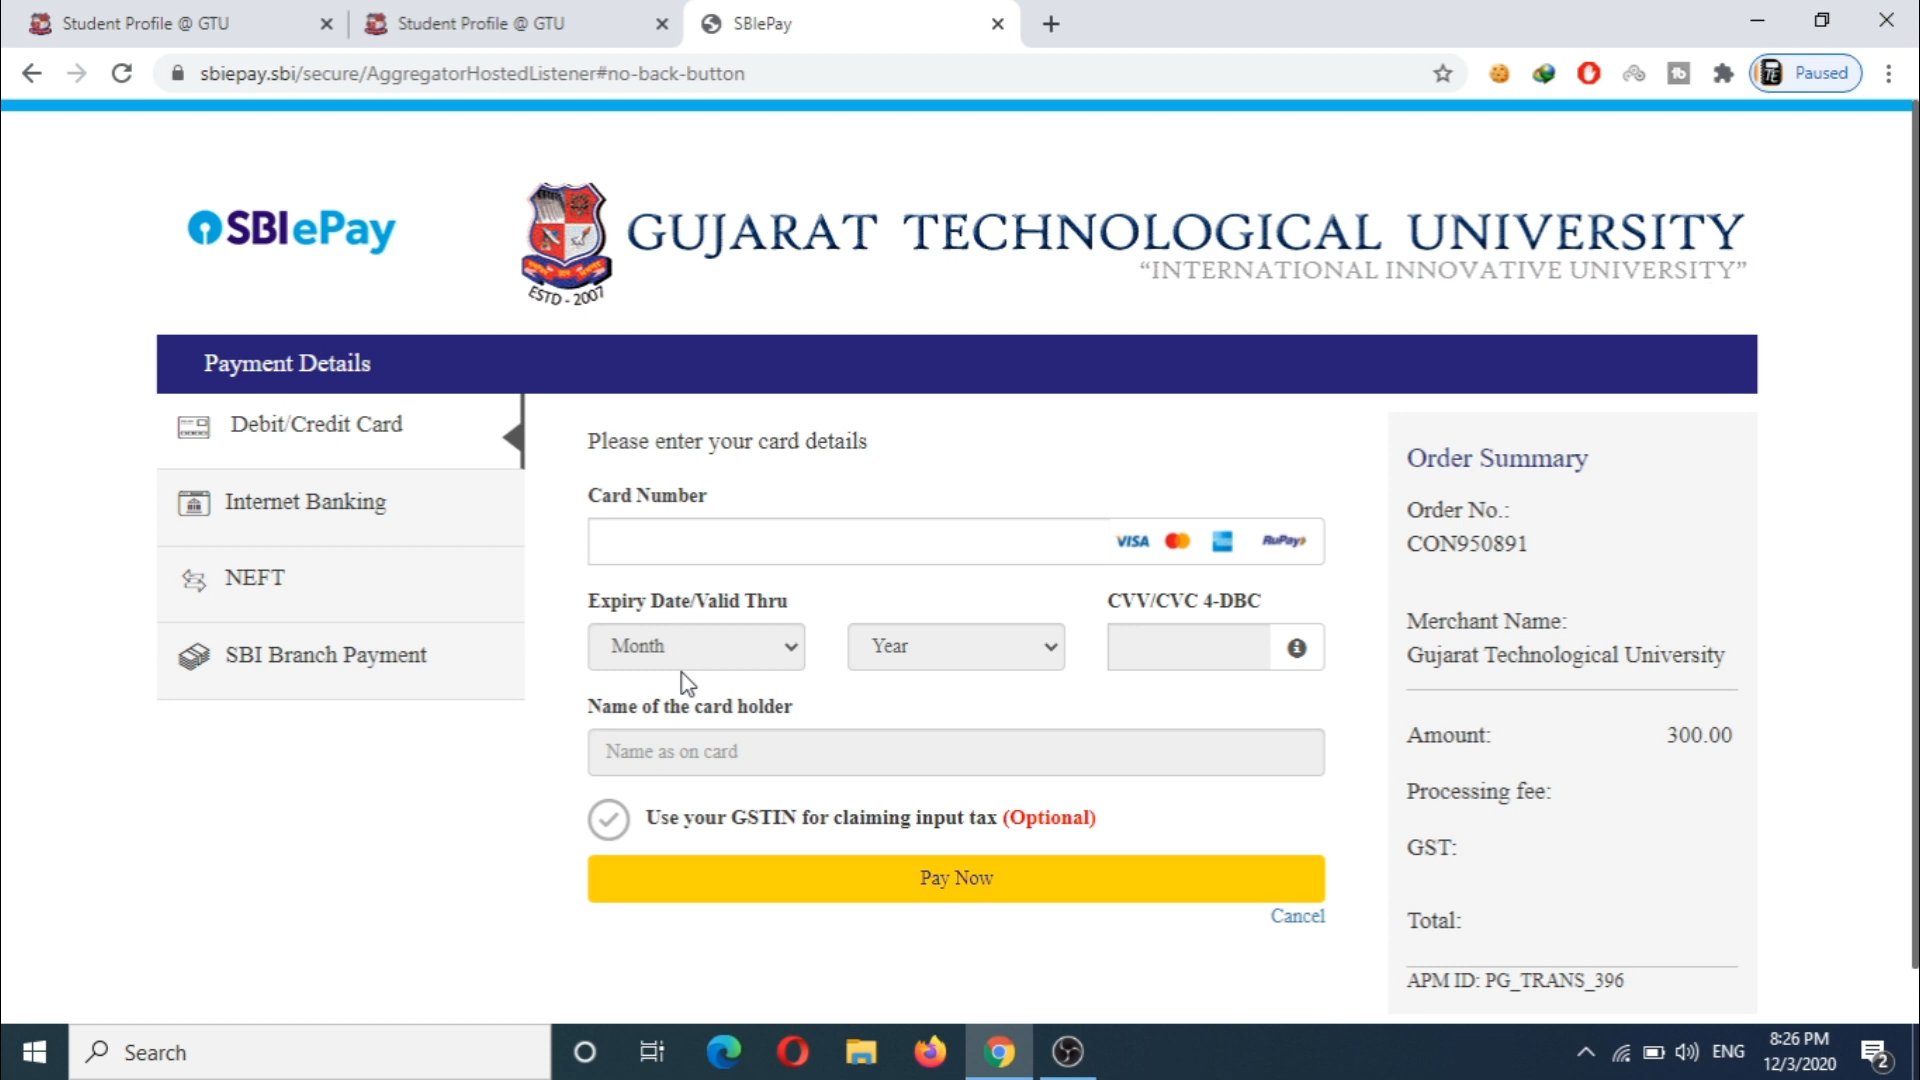 Student Profile @ GTU
Student Profile @ GTU
SBIePay
sbiepay.sbi/secure/AggregatorHostedListener#no-back-button
Paused
SBIePay
ESTD - 2007
GUJARAT TECHNOLOGICAL UNIVERSITY
“INTERNATIONAL INNOVATIVE UNIVERSITY”
Payment Details
Debit/Credit Card
Internet Banking
NEFT
SBI Branch Payment
Please enter your card details
Card Number
VISA
RuPay
Expiry Date/Valid Thru
CVV/CVC 4-DBC
Month
Year
Name of the card holder
Name as on card
Use your GSTIN for claiming input tax (Optional)
Pay Now
Cancel
Order Summary
Order No.:
CON950891
Merchant Name:
Gujarat Technological University
Amount: 300.00
Processing fee:
GST:
Total:
APM ID: PG_TRANS_396
Search
ENG
8:26 PM
12/3/2020
2